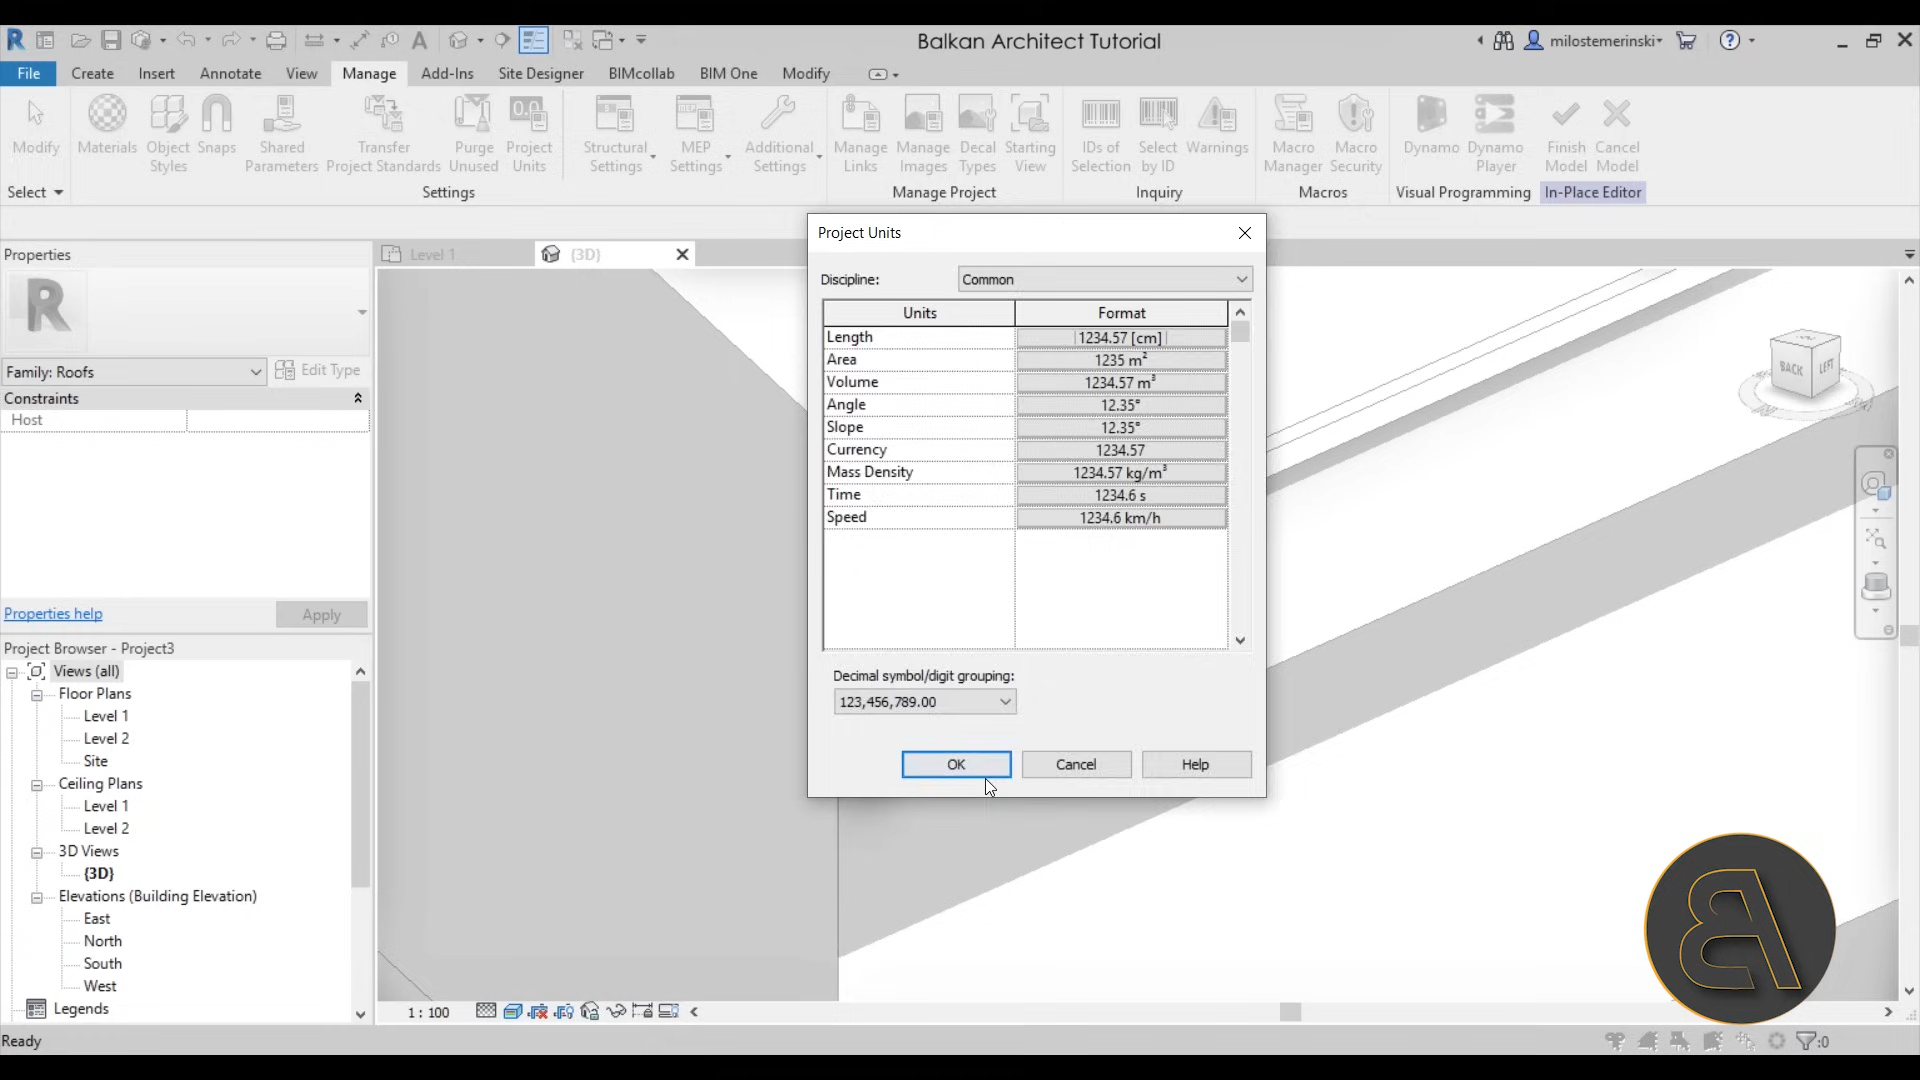 Balkan Architect Tutorial
milostemerinski
File Create Insert Annotate View Manage Add-Ins Site Designer BIMcollab BIM One Modify
Modify
Materials
Object
Styles
Snaps
Shared
Parameters
Transfer
Project Standards
Purge
Unused
Project
Units
Structural
Settings
MEP
Settings
Additional
Settings
Manage
Links
Manage
Images
Decal
Types
Starting
View
IDs of
Selection
Select
by ID
Warnings
Macro
Manager
Macro
Security
Dynamo
Dynamo
Player
Finish
Model
Cancel
Model
Select
Settings
Manage Project
Inquiry
Macros
Visual Programming
In-Place Editor
Properties
Level 1
{3D}
R
Family: Roofs
Edit Type
Constraints
Host
Properties help
Apply
Project Browser - Project3
Views (all)
Floor Plans
Level 1
Level 2
Site
Ceiling Plans
Level 1
Level 2
3D Views
{3D}
Elevations (Building Elevation)
East
North
South
West
Legends
Project Units
Discipline: Common
Units Format
Length 1234.57 [cm]
Area 1235 m²
Volume 1234.57 m³
Angle 12.35°
Slope 12.35°
Currency 1234.57
Mass Density 1234.57 kg/m³
Time 1234.6 s
Speed 1234.6 km/h
Decimal symbol/digit grouping:
123,456,789.00
OK Cancel Help
BACK LEFT
1 : 100
Ready
:0